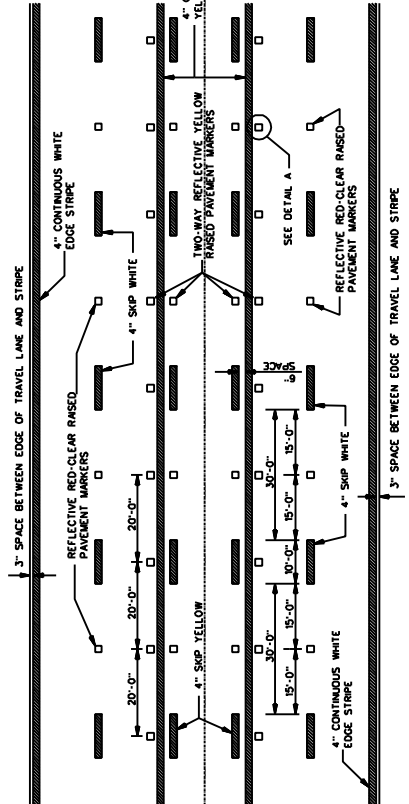 3" SPACE BETWEEN EDGE OF TRAVEL LANE AND STRIPE
4" CONTINUOUS WHITE
EDGE STRIPE
REFLECTIVE RED-CLEAR RAISED
PAVEMENT MARKERS
4" SKIP WHITE
20'-0"
20'-0"
20'-0"
4"
4" SKIP YELLOW
TWO-WAY REFLECTIVE YELLOW
RAISED PAVEMENT MARKERS
6"
SPACE
SEE DETAIL A
30'-0"
30'-0"
15'-0"
15'-0"
10'-0"
15'-0"
15'-0"
REFLECTIVE RED-CLEAR RAISED
PAVEMENT MARKERS
4" SKIP WHITE
4" CONTINUOUS WHITE
EDGE STRIPE
3" SPACE BETWEEN EDGE OF TRAVEL LANE AND STRIPE